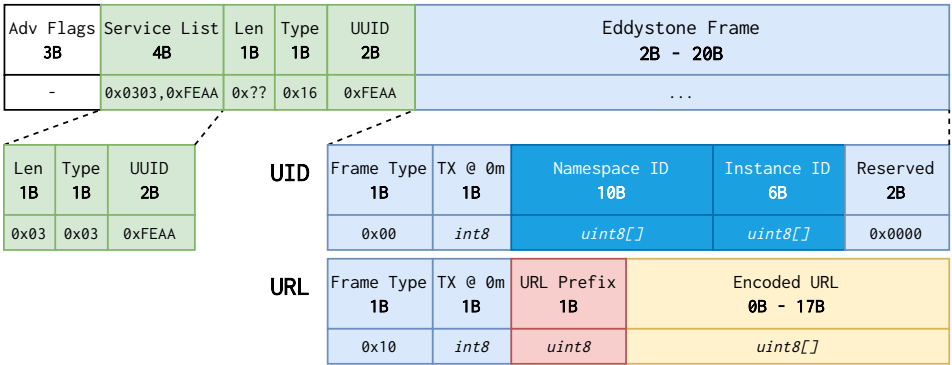 Adv Flags Service List Len Type UUID Eddystone Frame
3B 4B 1B 1B 2B 2B - 20B
- 0x0303,0xFEAA 0x?? 0x16 0xFEAA ...
Len Type UUID
1B 1B 2B
0x03 0x03 0xFEAA
UID
Frame Type TX @ 0m Namespace ID Instance ID Reserved
1B 1B 10B 6B 2B
0x00 int8 uint8[] uint8[] 0x0000
URL
Frame Type TX @ 0m URL Prefix Encoded URL
1B 1B 1B 0B - 17B
0x10 int8 uint8 uint8[]